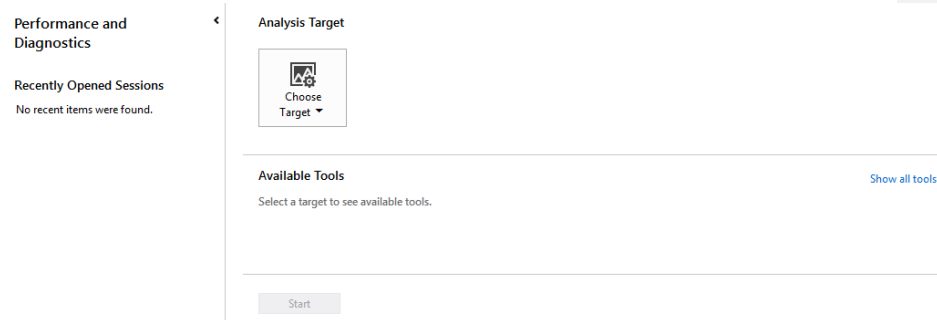 Performance and
Diagnostics
Recently Opened Sessions
No recent items were found.
Analysis Target
Choose
Target
Available Tools
Show all tools
Select a target to see available tools.
Start